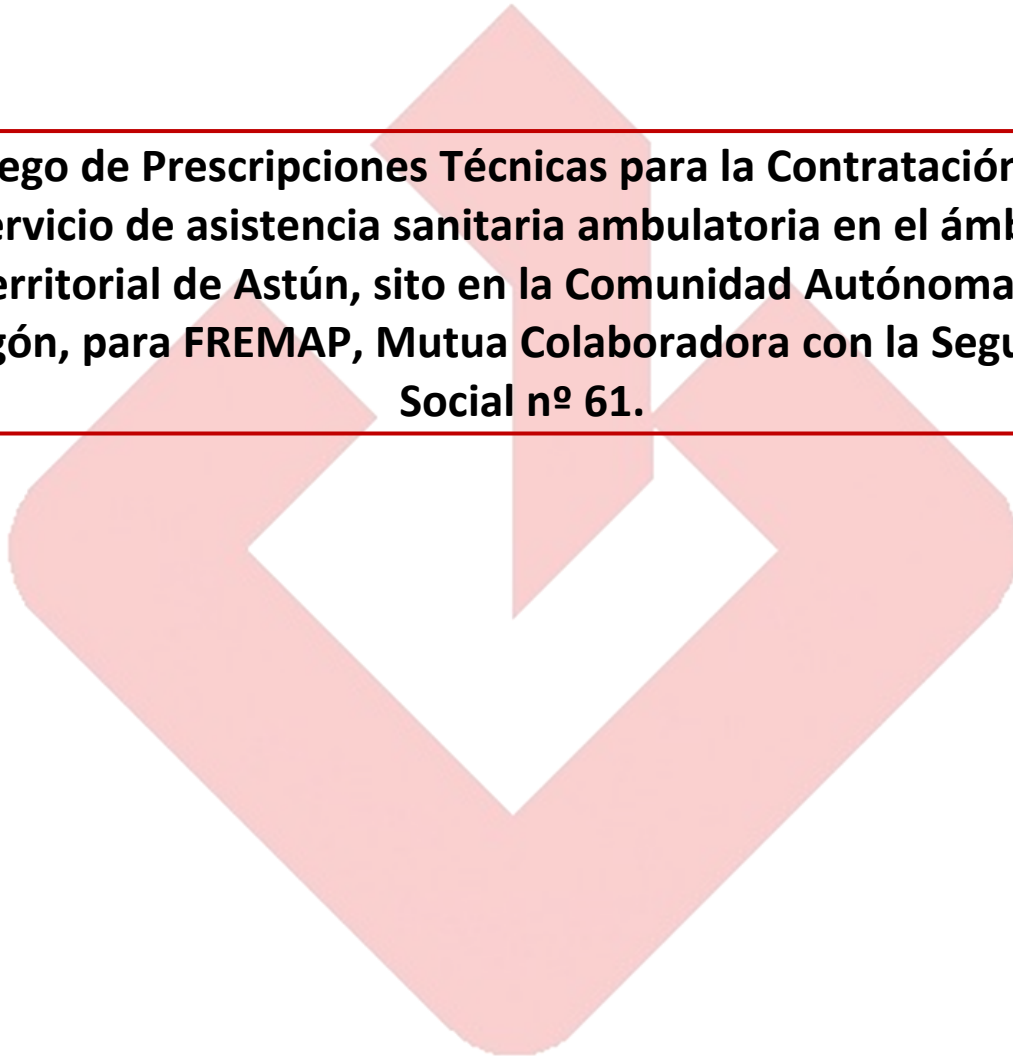 ego de Prescripciones Técnicas para la Contratación
ervicio de asistencia sanitaria ambulatoria en el ámb
erritorial de Astún, sito en la Comunidad Autónoma
gón, para FREMAP, Mutua Colaboradora con la Segu
Social nº 61.